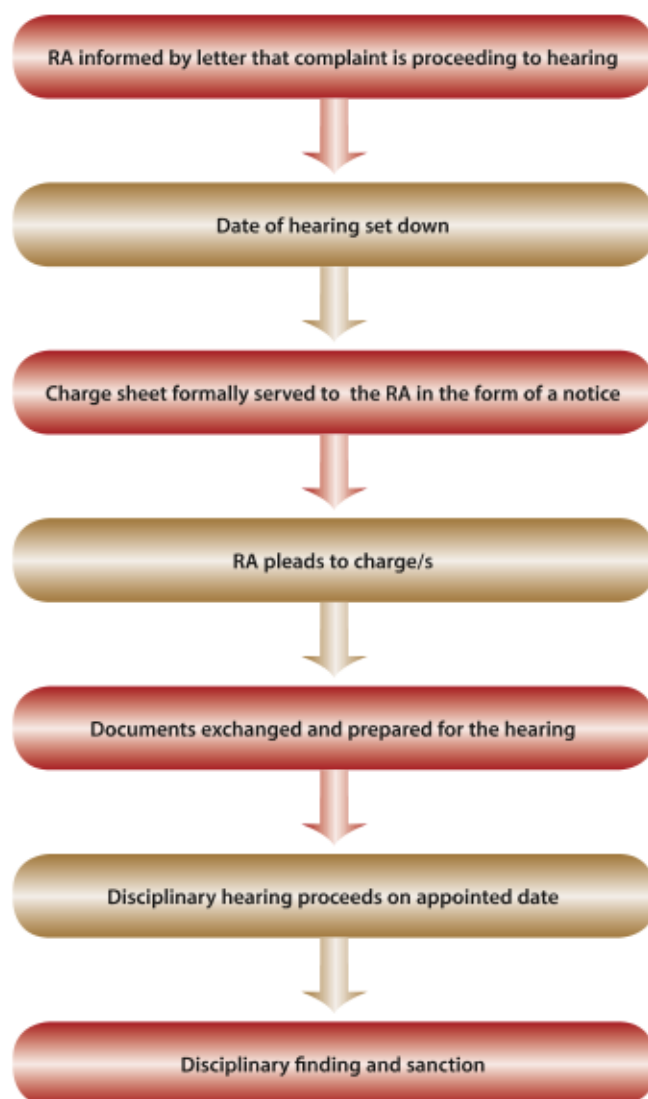 RA informed by letter that complaint is proceeding to hearing
Date of hearing set down
Charge sheet formally served to the RA in the form of a notice
RA pleads to charge/s
Documents exchanged and prepared for the hearing
Disciplinary hearing proceeds on appointed date
Disciplinary finding and sanction